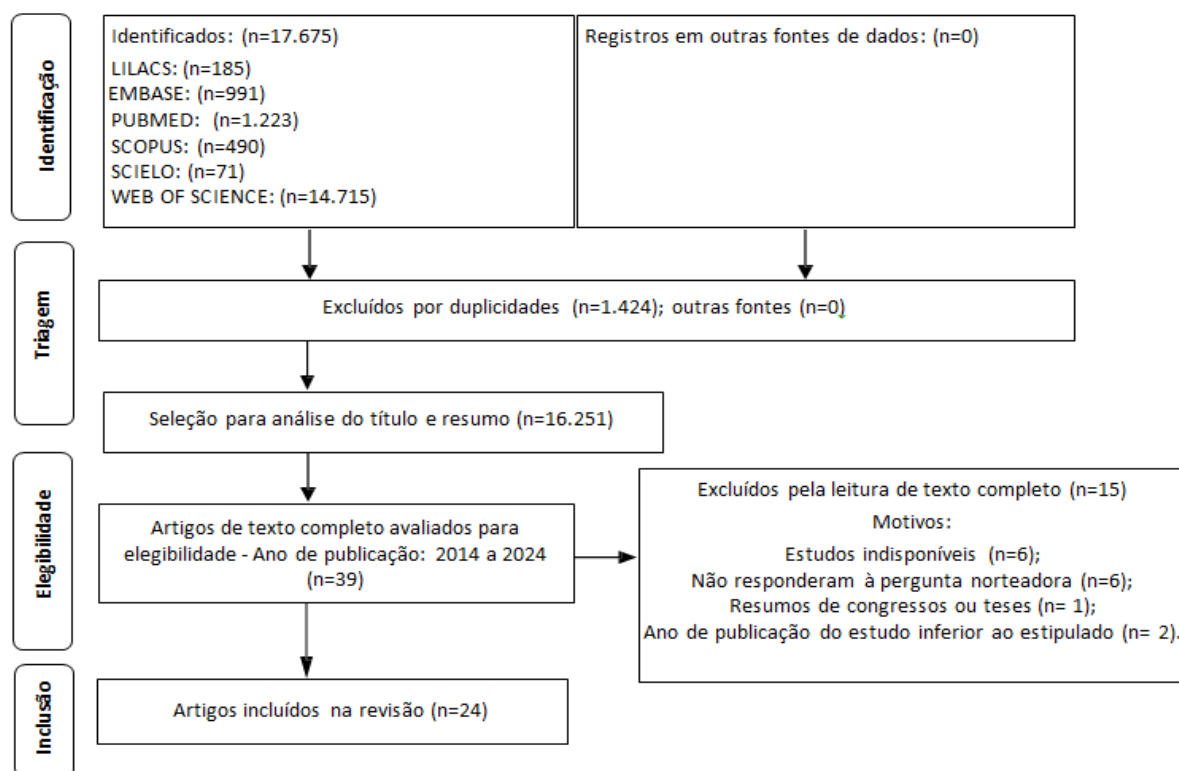 Identificação
Identificados: (n=17.675)
LILACS: (n=185)
EMBASE: (n=991)
PUBMED: (n=1.223)
SCOPUS: (n=490)
SCIELO: (n=71)
WEB OF SCIENCE: (n=14.715)
Registros em outras fontes de dados: (n=0)
Triagem
Excluídos por duplicidades (n=1.424); outras fontes (n=0)
Seleção para análise do título e resumo (n=16.251)
Elegibilidade
Artigos de texto completo avaliados para
elegibilidade - Ano de publicação: 2014 a 2024
(n=39)
Excluídos pela leitura de texto completo (n=15)
Motivos:
Estudos indisponíveis (n=6);
Não responderam à pergunta norteadora (n=6);
Resumos de congressos ou teses (n= 1);
Ano de publicação do estudo inferior ao estipulado (n= 2).
Inclusão
Artigos incluídos na revisão (n=24)